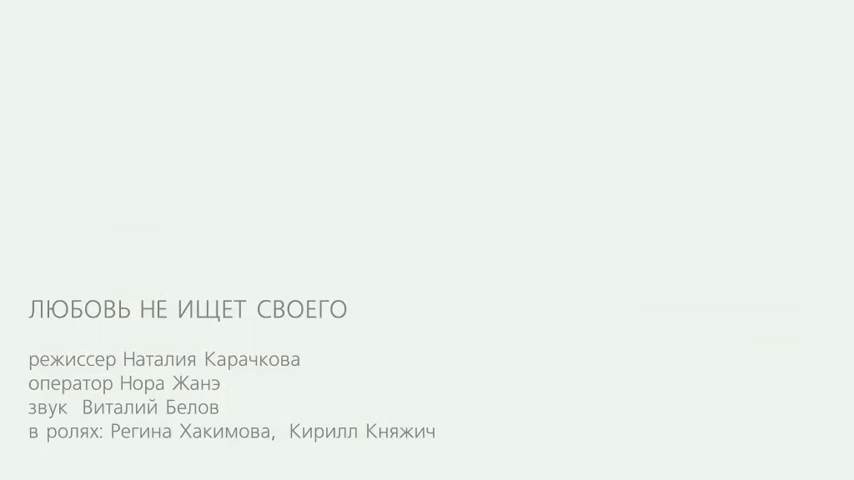 ЛЮБОВЬ НЕ ИЩЕТ СВОЕГО
режиссер Наталия Карачкова
оператор Нора Жанэ
звук  Виталий Белов
в ролях: Регина Хакимова,  Кирилл Княжич